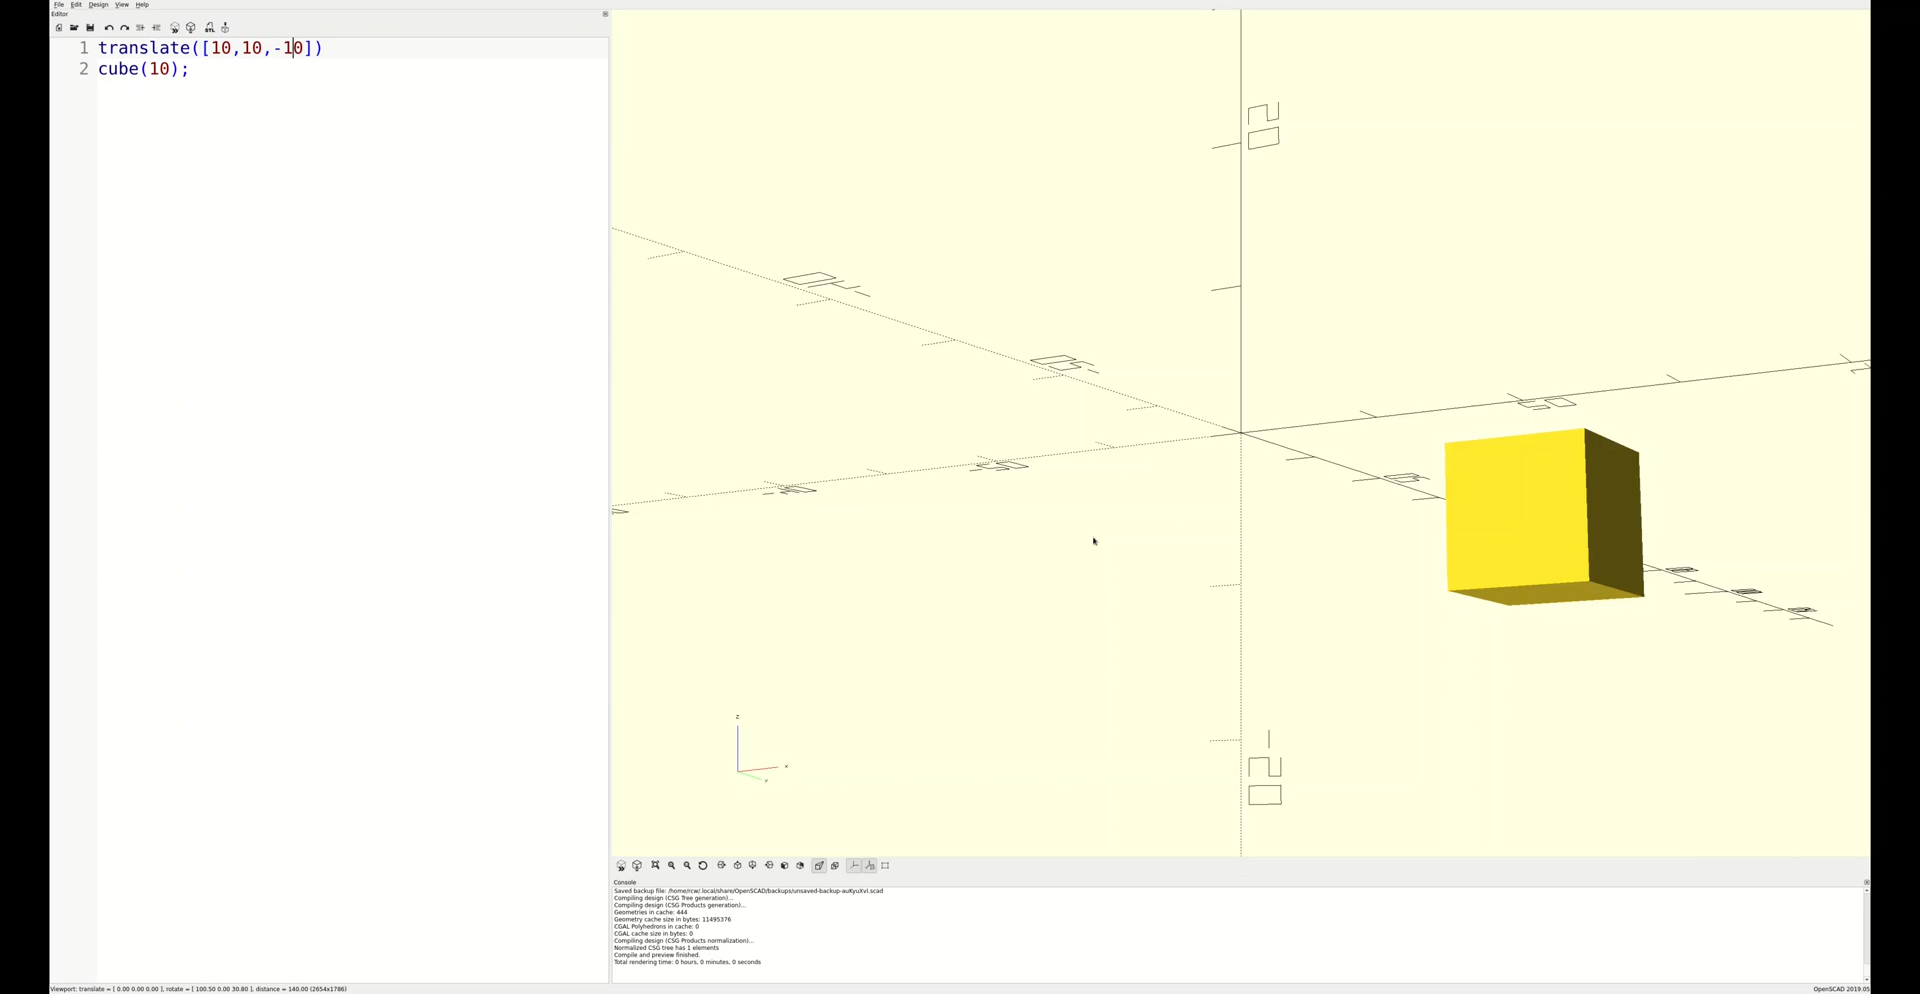 File Edit Design View Help
Editor
STL
1 translate([10,10,-10])
2 cube(10);
20
-20
z
x
y
Console
Saved backup file: /home/rcw/.local/share/OpenSCAD/backups/unsaved-backup-auKyuXvI.scad
Compiling design (CSG Tree generation)...
Compiling design (CSG Products generation)...
Geometries in cache: 444
Geometry cache size in bytes: 11495376
CGAL Polyhedrons in cache: 0
CGAL cache size in bytes: 0
Compiling design (CSG Products normalization)...
Normalized CSG tree has 1 elements
Compile and preview finished.
Total rendering time: 0 hours, 0 minutes, 0 seconds
Viewport: translate = [ 0.00 0.00 0.00 ], rotate = [ 100.50 0.00 30.80 ], distance = 140.00 (2654x1786)
OpenSCAD 2019.05